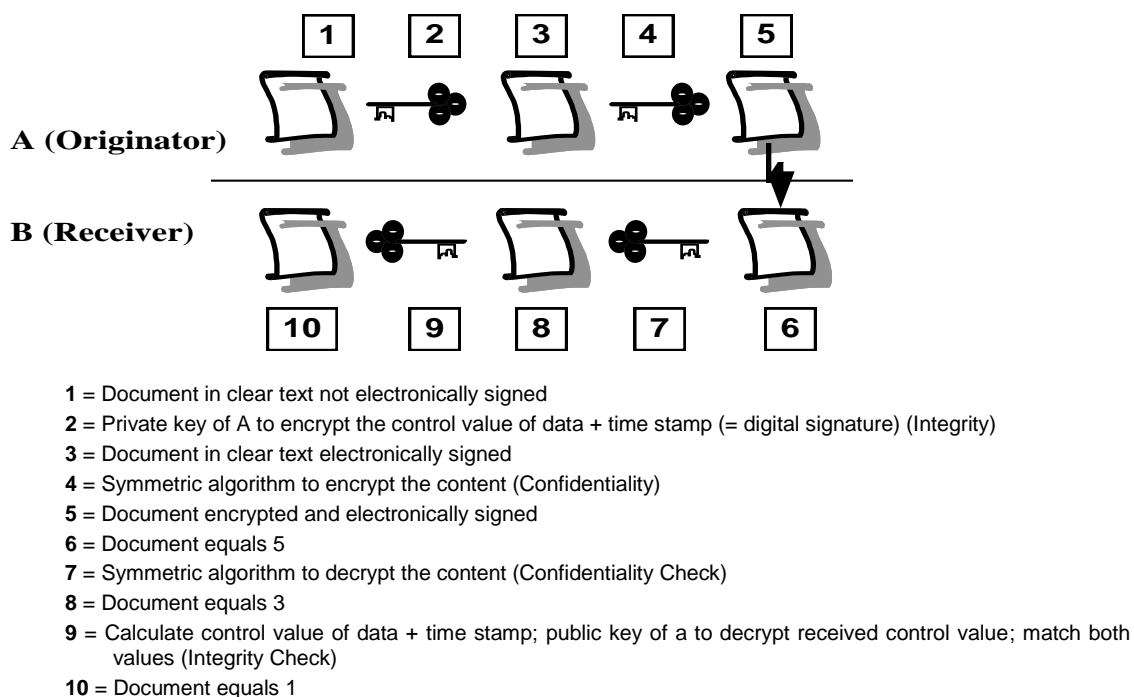 1 2 3 4 5
A (Originator)
B (Receiver)
10 9 8 7 6
1 = Document in clear text not electronically signed
2 = Private key of A to encrypt the control value of data + time stamp (= digital signature) (Integrity)
3 = Document in clear text electronically signed
4 = Symmetric algorithm to encrypt the content (Confidentiality)
5 = Document encrypted and electronically signed
6 = Document equals 5
7 = Symmetric algorithm to decrypt the content (Confidentiality Check)
8 = Document equals 3
9 = Calculate control value of data + time stamp; public key of a to decrypt received control value; match both
values (Integrity Check)
10 = Document equals 1